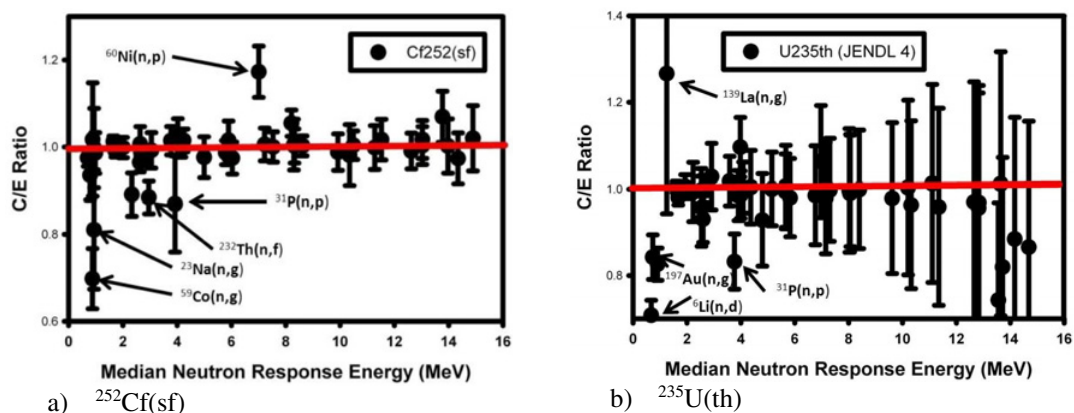 1.2
1.0
0.8
0.6
C/E Ratio
⁶⁰Ni(n,p)
Cf252(sf)
³¹P(n,p)
²³²Th(n,f)
²³Na(n,g)
⁵⁹Co(n,g)
0 2 4 6 8 10 12 14 16
Median Neutron Response Energy (MeV)
a) ²⁵²Cf(sf)
1.4
1.2
1.0
0.8
C/E Ratio
U235th (JENDL 4)
¹³⁹La(n,g)
¹⁹⁷Au(n,g)
³¹P(n,p)
⁶Li(n,d)
0 2 4 6 8 10 12 14 16
Median Neutron Response Energy (MeV)
b) ²³⁵U(th)